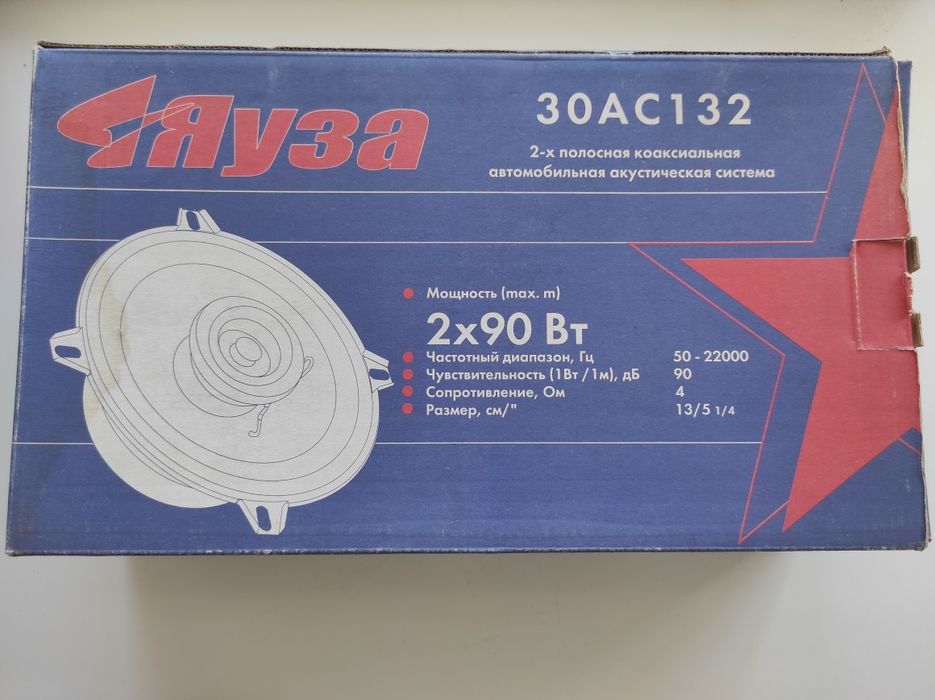 Яуза
30АС132
2-х полосная коаксиальная
автомобильная акустическая система
Мощность (max. m)
2x90 Вт
Частотный диапазон, Гц 50 - 22000
Чувствительность (1Вт /1м), дБ 90
Сопротивление, Ом 4
Размер, см/" 13/5 1/4